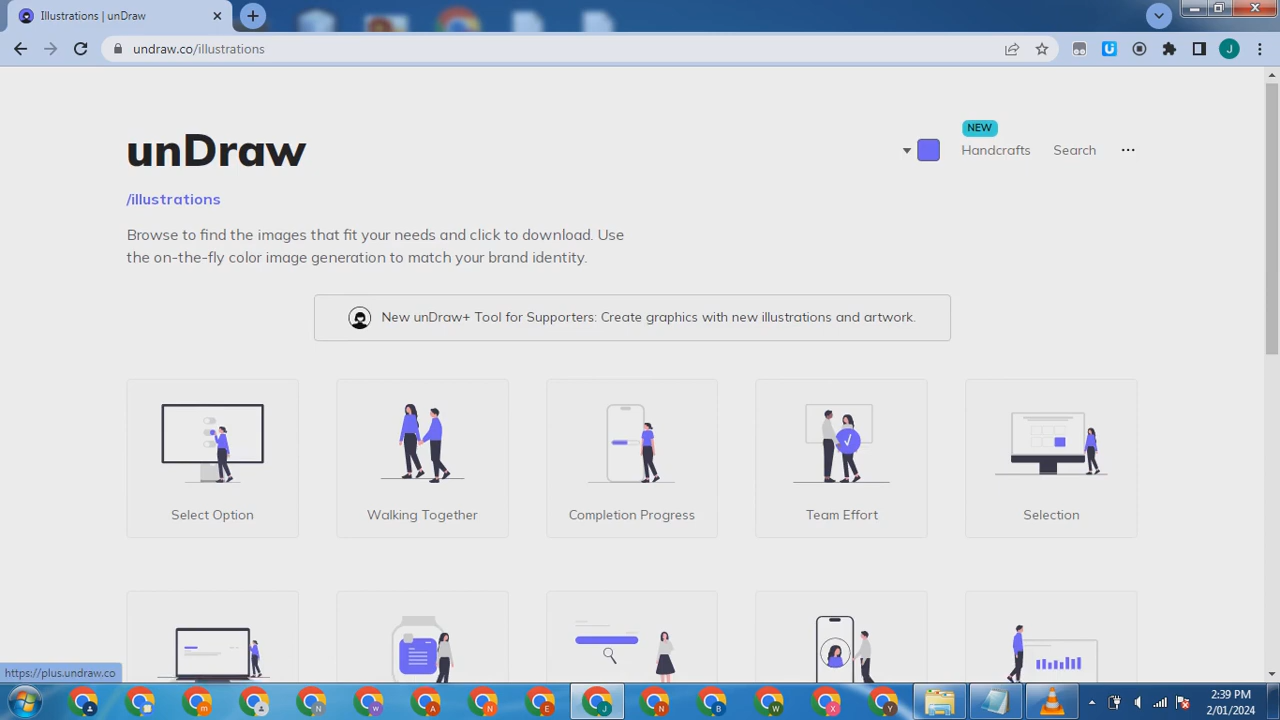 Illustrations | unDraw
undraw.co/illustrations
J
unDraw
NEW
Handcrafts
Search
/illustrations
Browse to find the images that fit your needs and click to download. Use
the on-the-fly color image generation to match your brand identity.
New unDraw+ Tool for Supporters: Create graphics with new illustrations and artwork.
Select Option
Walking Together
Completion Progress
Team Effort
Selection
https://plus.undraw.co
2:39 PM
2/01/2024